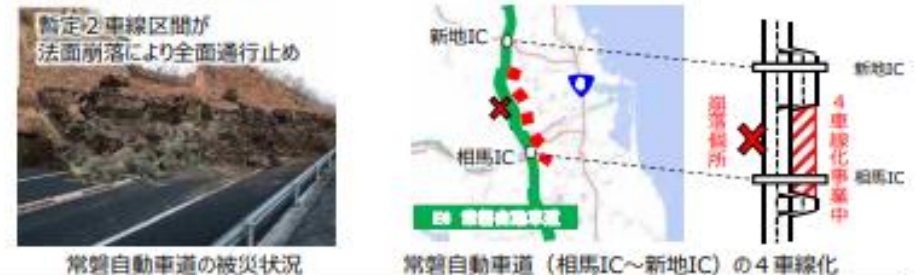 暫定2車線区間が
法面崩落により全面通行止め
常磐自動車道の被災状況
新地IC
6
相馬IC
E6 常磐自動車道
新地IC
崩落個所
4車線化事業中
相馬IC
常磐自動車道(相馬IC~新地IC)の4車線化